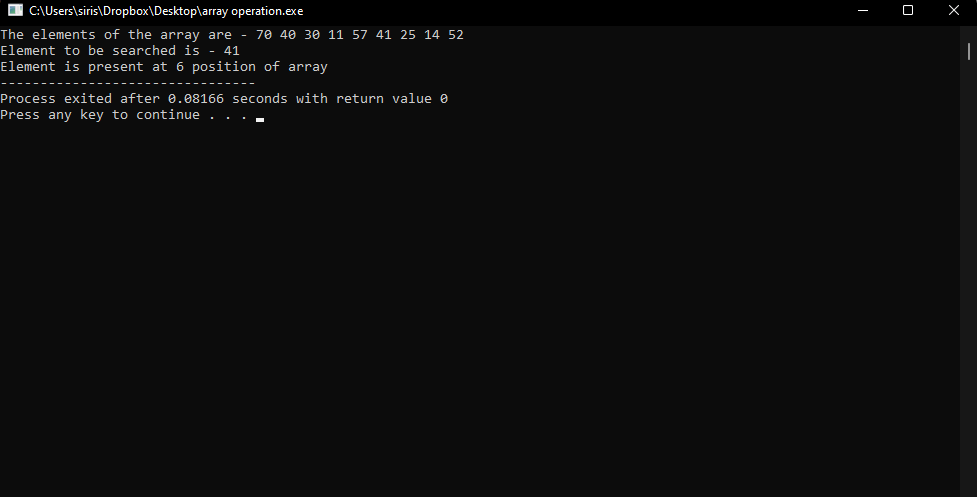 C:\Users\siris\Dropbox\Desktop\array operation.exe
The elements of the array are - 70 40 30 11 57 41 25 14 52
Element to be searched is - 41
Element is present at 6 position of array
--------------------------------
Process exited after 0.08166 seconds with return value 0
Press any key to continue . . .